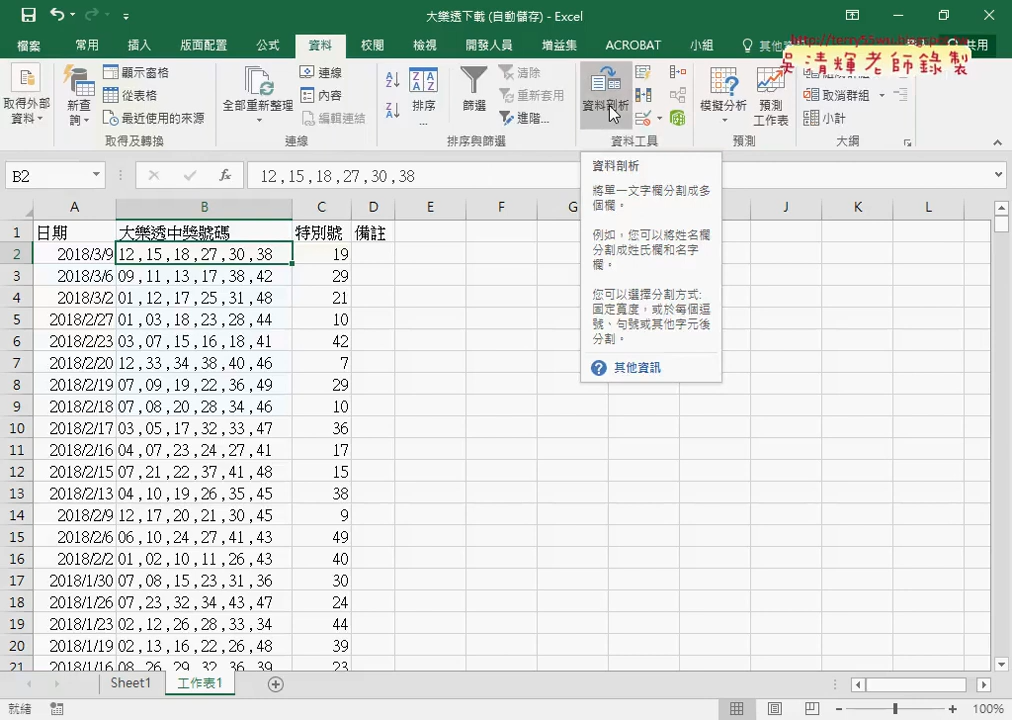 大樂透下載 (自動儲存) - Excel
檔案 常用 插入 版面配置 公式 資料 校閱 檢視 開發人員 增益集 ACROBAT 小組 共用
吳清輝老師錄製
取得外部資料 新查詢 顯示窗格 從表格 最近使用的來源 取得及轉換
全部重新整理 連線 內容 編輯連結 連線
排序... 篩選 清除 重新套用 進階... 排序與篩選
資料剖析 資料工具
模擬分析 預測工作表 預測
取消群組 小計 大綱
B2 fx 12 , 15 , 18 , 27 , 30 , 38
A B C D E F G J K L
1 日期 大樂透中獎號碼 特別號 備註
2 2018/3/9 12 , 15 , 18 , 27 , 30 , 38 19
3 2018/3/6 09 , 11 , 13 , 17 , 38 , 42 29
4 2018/3/2 01 , 12 , 17 , 25 , 31 , 48 21
5 2018/2/27 01 , 03 , 18 , 23 , 28 , 44 10
6 2018/2/23 03 , 07 , 15 , 16 , 18 , 41 42
7 2018/2/20 12 , 33 , 34 , 38 , 40 , 46 7
8 2018/2/19 07 , 09 , 19 , 22 , 36 , 49 29
9 2018/2/18 07 , 08 , 20 , 28 , 34 , 46 10
10 2018/2/17 03 , 05 , 17 , 32 , 33 , 47 36
11 2018/2/16 04 , 07 , 23 , 24 , 27 , 41 17
12 2018/2/15 07 , 21 , 22 , 37 , 41 , 48 15
13 2018/2/13 04 , 10 , 19 , 26 , 35 , 45 38
14 2018/2/9 12 , 17 , 20 , 21 , 30 , 45 9
15 2018/2/6 06 , 10 , 24 , 27 , 41 , 43 49
16 2018/2/2 01 , 02 , 10 , 11 , 26 , 43 40
17 2018/1/30 07 , 08 , 15 , 23 , 31 , 36 30
18 2018/1/26 07 , 23 , 32 , 34 , 43 , 47 24
19 2018/1/23 02 , 12 , 26 , 28 , 33 , 34 44
20 2018/1/19 02 , 13 , 16 , 22 , 26 , 48 39
21 2018/1/16 08 , 26 , 29 , 32 , 36 , 39 23
資料剖析
將單一文字欄分割成多
個欄。
例如，您可以將姓名欄
分割成姓氏欄和名字
欄。
您可以選擇分割方式:
固定寬度，或於每個逗
號、句號或其他字元後
分割。
其他資訊
Sheet1 工作表1
就緒 100%